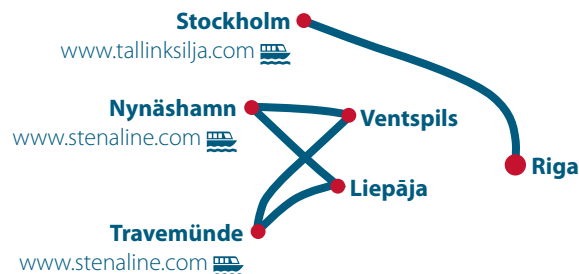 Stockholm
www.tallinksilja.com
Nynäshamn
www.stenaline.com
Ventspils
Riga
Liepāja
Travemünde
www.stenaline.com